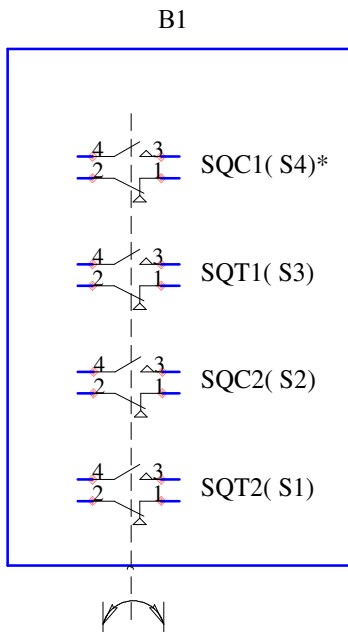 B1
4 3
2 1 SQC1( S4)*
4 3
2 1 SQT1( S3)
4 3
2 1 SQC2( S2)
4 3
2 1 SQT2( S1)